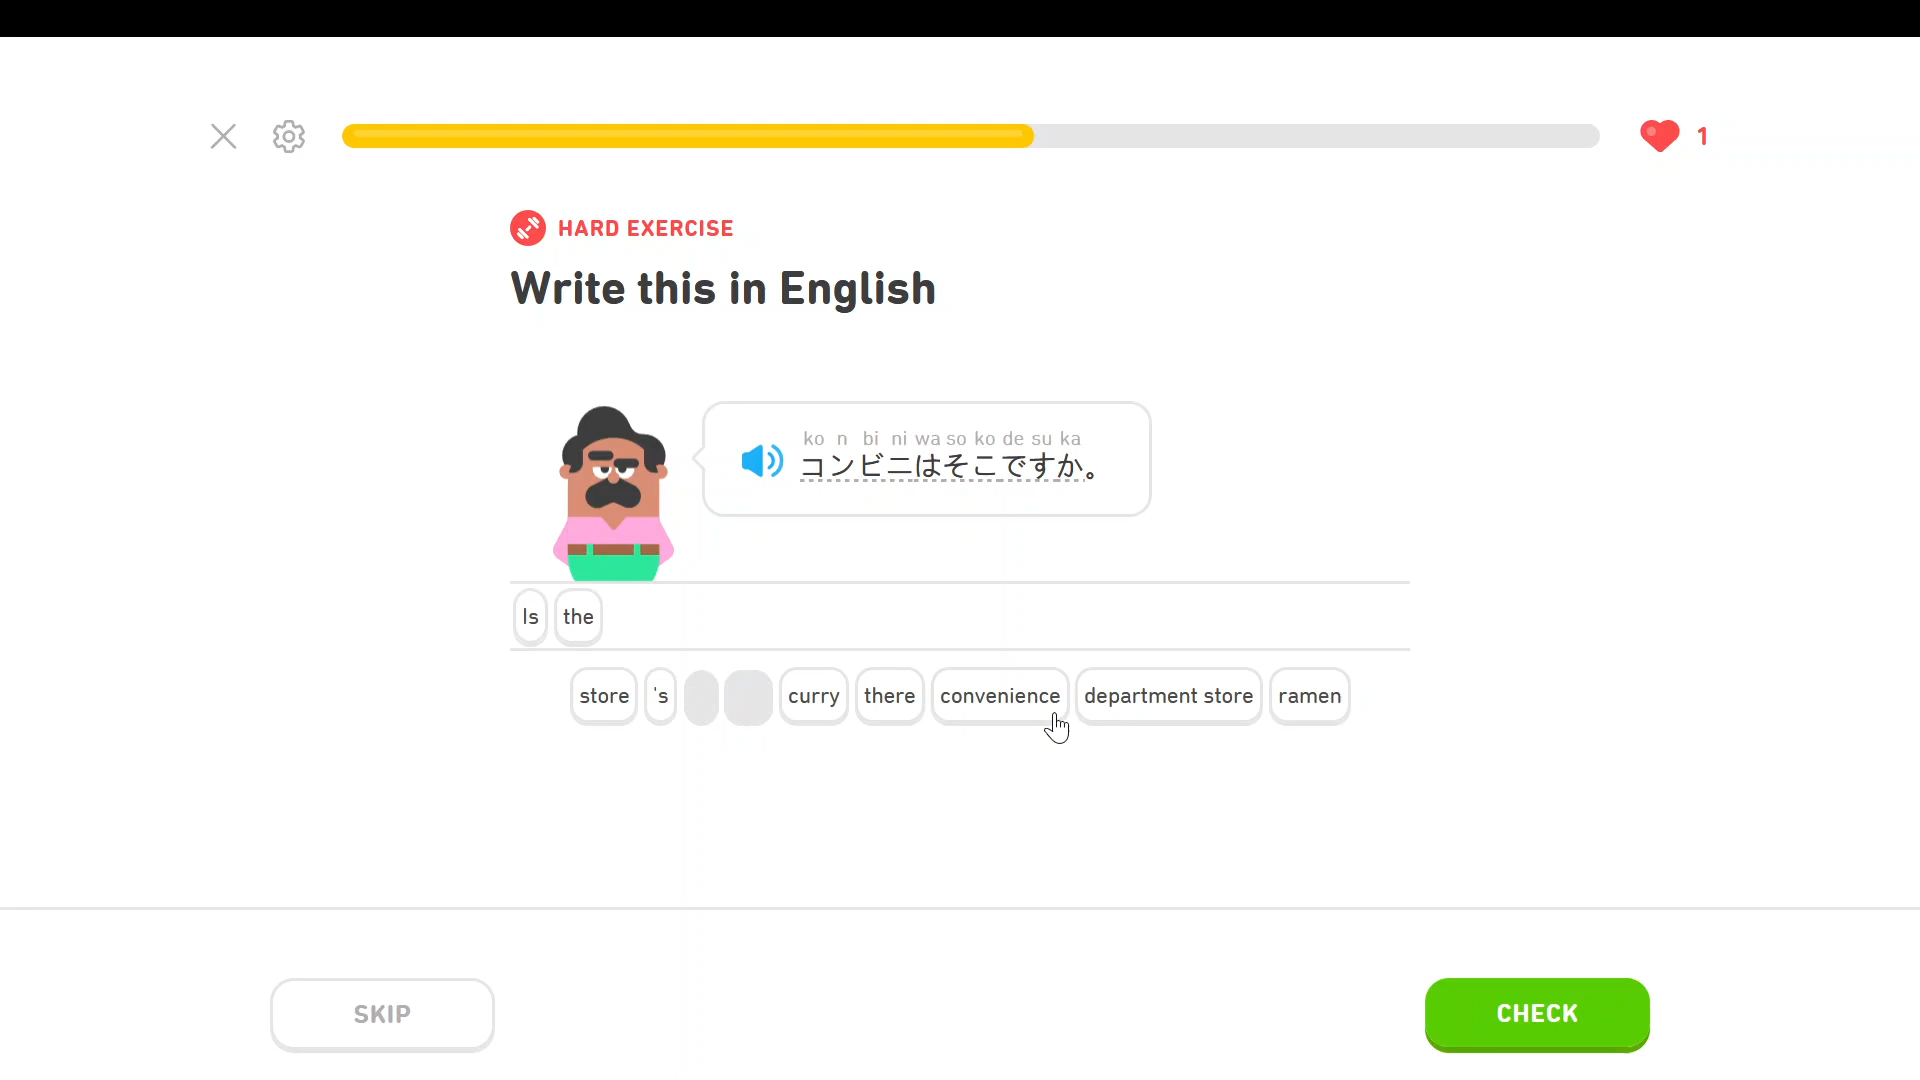 1
HARD EXERCISE
Write this in English
ko n bi ni wa so ko de su ka
コンビニはそこですか。
Is the
store 's curry there convenience department store ramen
SKIP CHECK